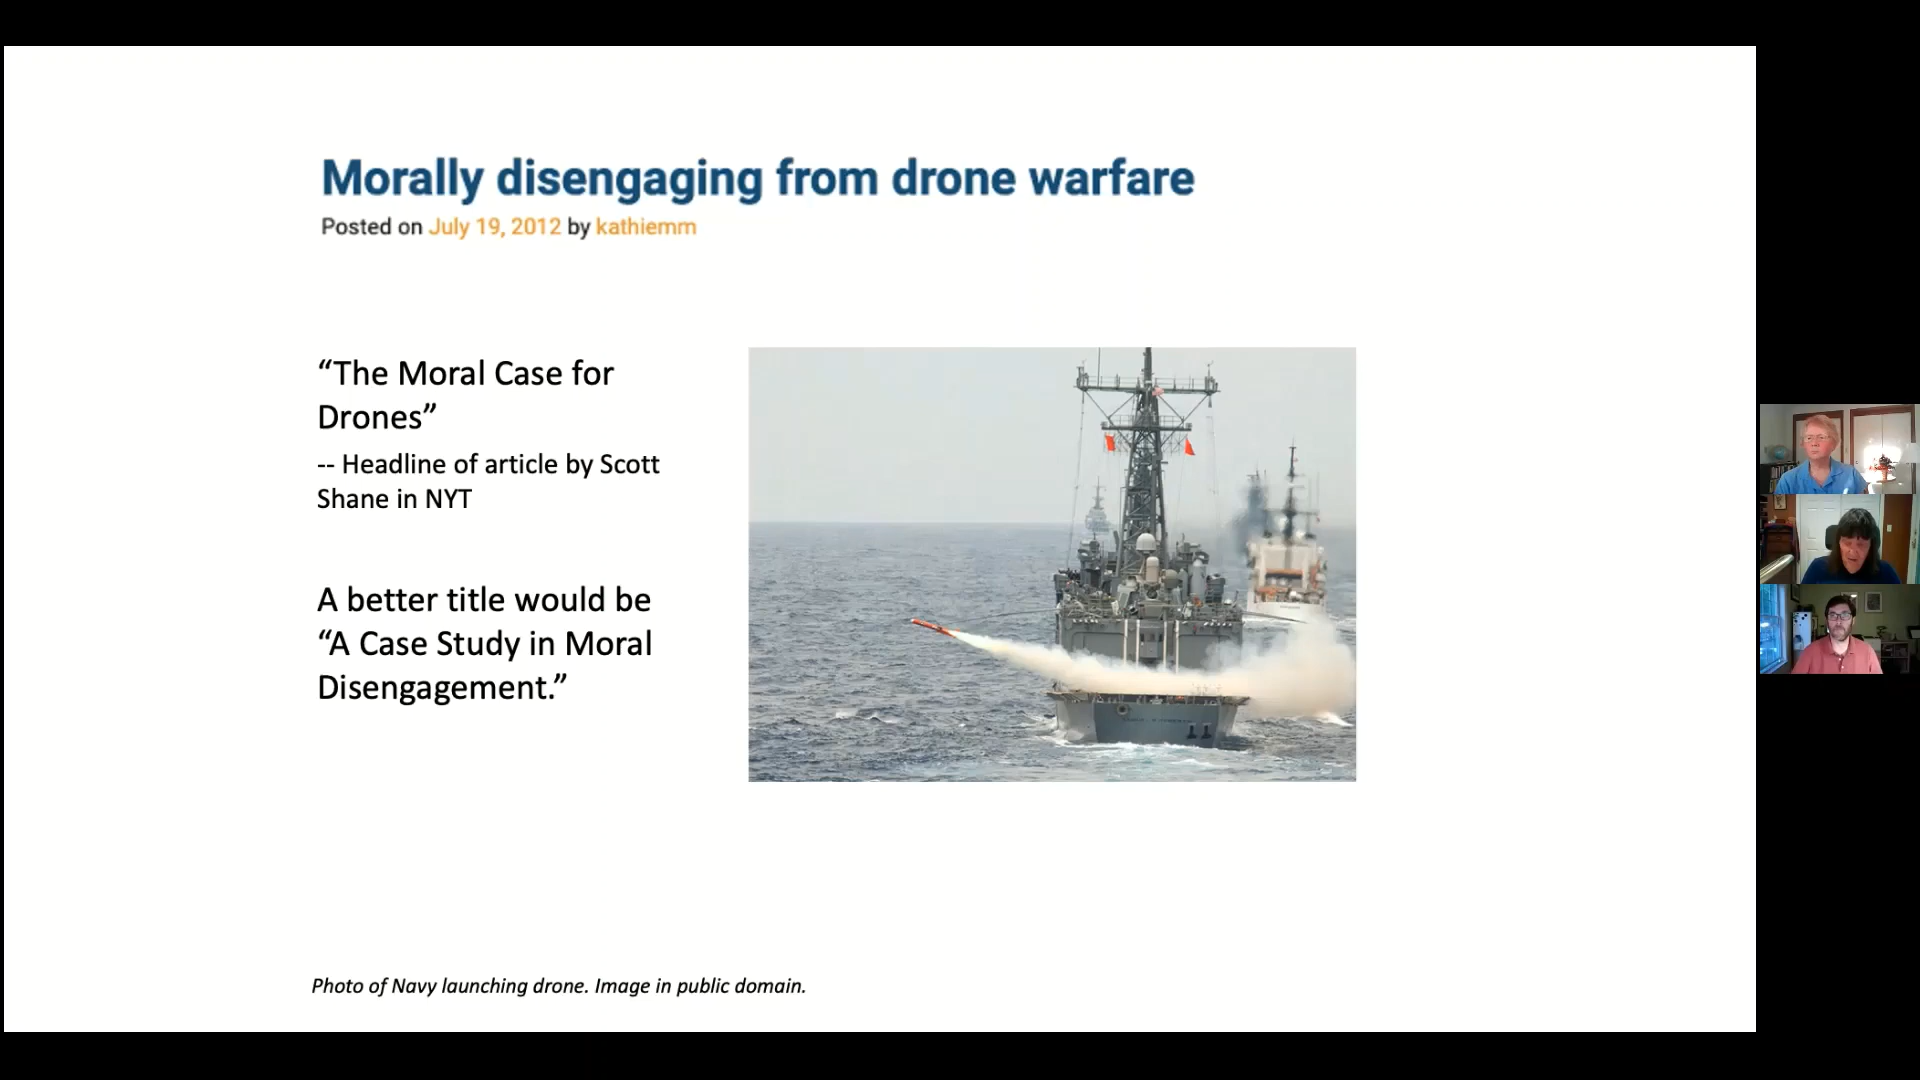 Morally disengaging from drone warfare
Posted on July 19, 2012 by kathiemm
“The Moral Case for
Drones”
-- Headline of article by Scott
Shane in NYT
A better title would be
“A Case Study in Moral
Disengagement.”
Photo of Navy launching drone. Image in public domain.